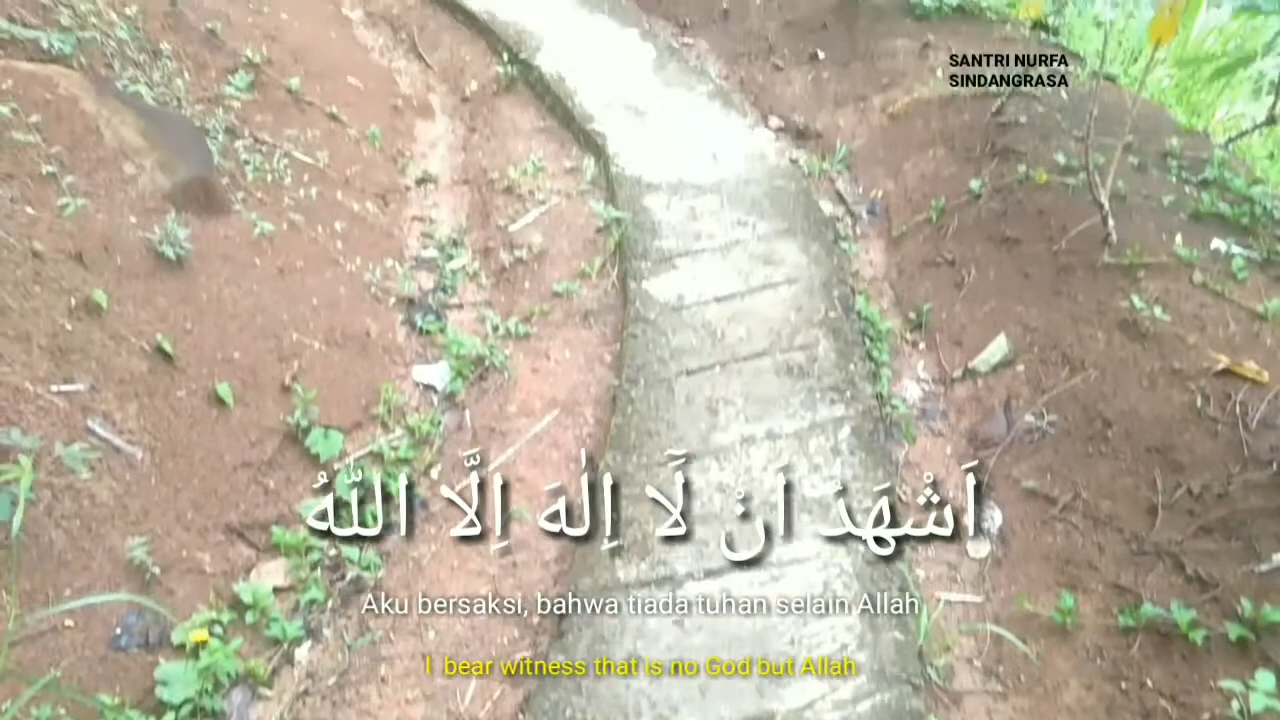 SANTRI NURFA
SINDANGRASA
اَشْهَدُ اَنْ لَّا اِلٰهَ اِلَّا اللّٰهُ
Aku bersaksi, bahwa tiada tuhan selain Allah
I bear witness that is no God but Allah